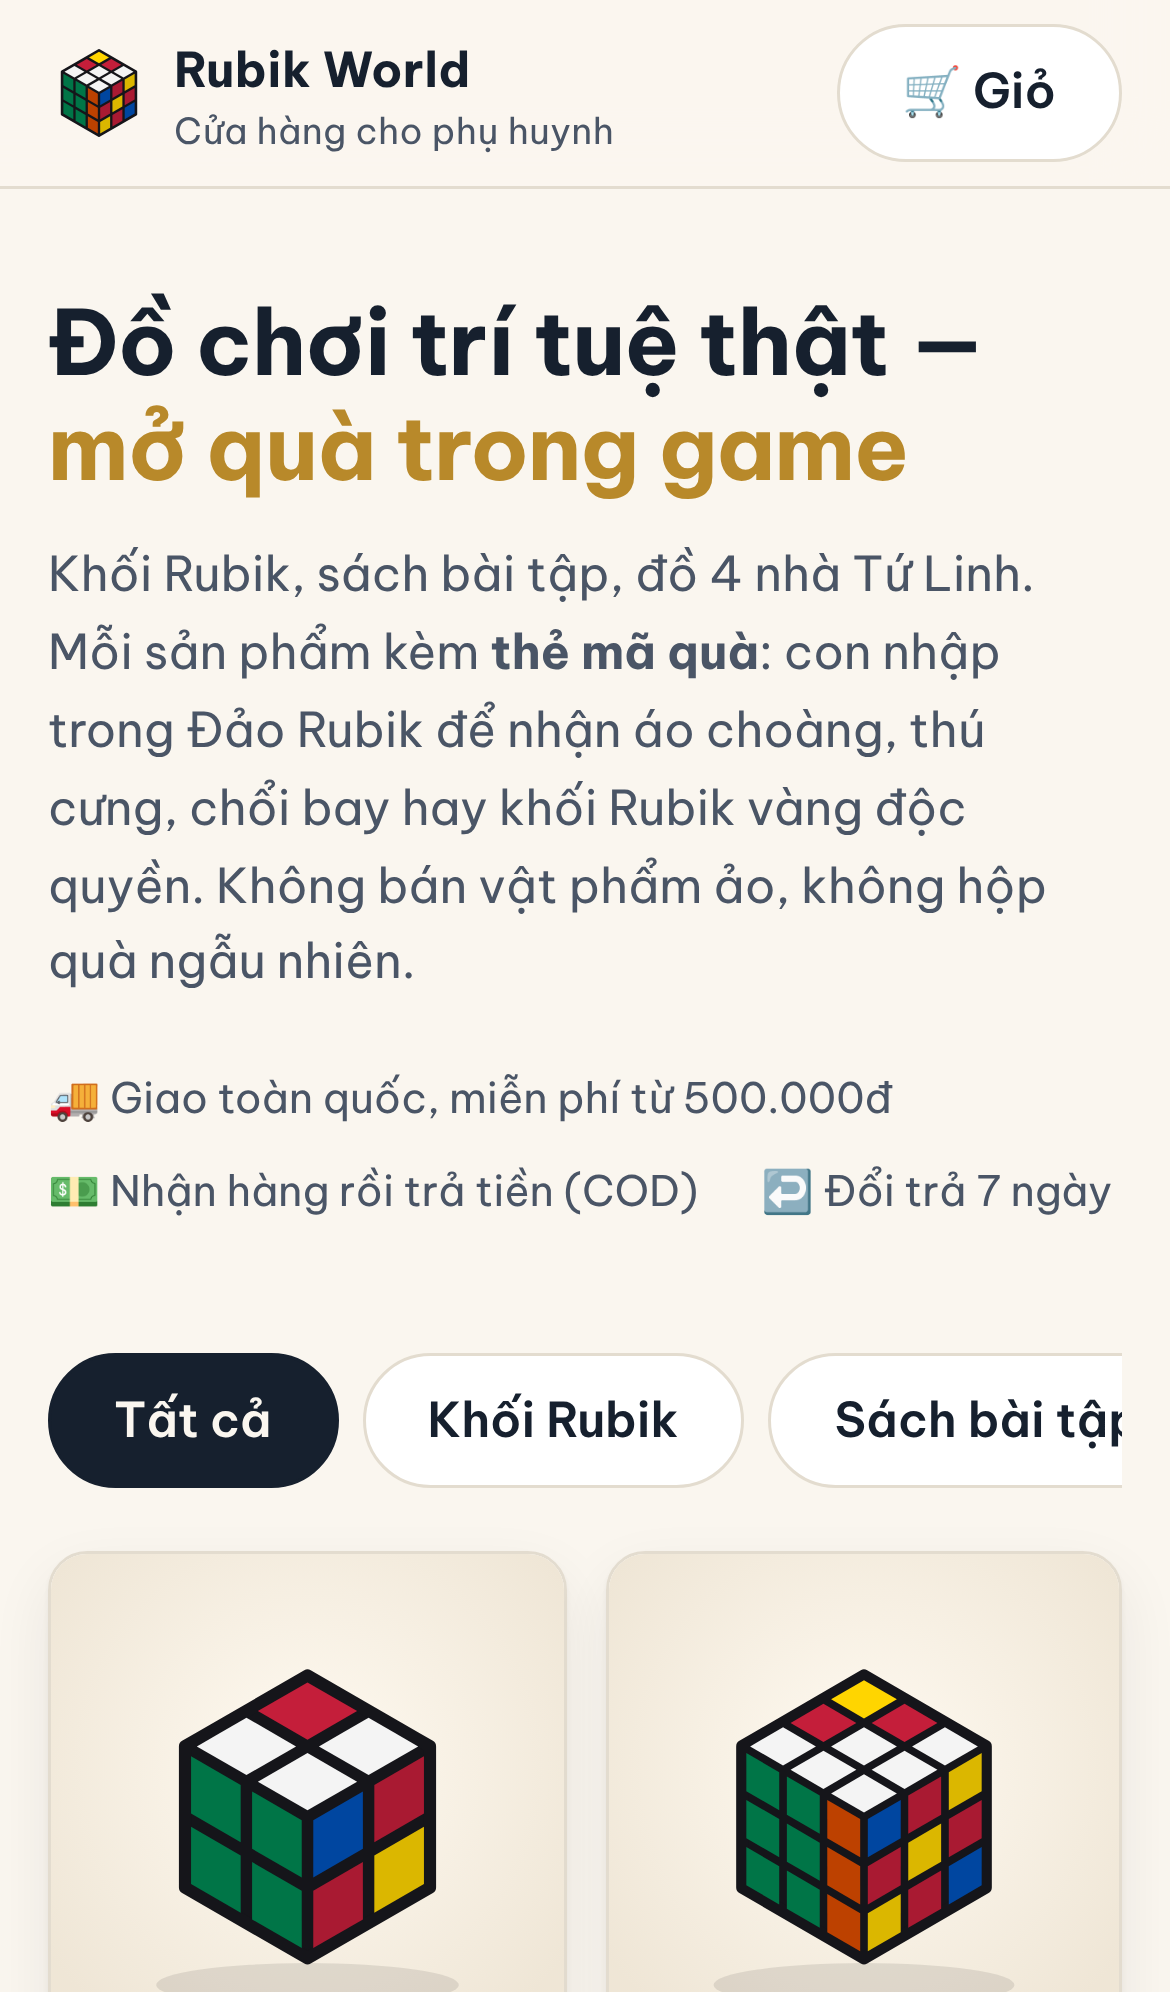 Rubik World
Cửa hàng cho phụ huynh
🛒 Giỏ
Đồ chơi trí tuệ thật —
mở quà trong game
Khối Rubik, sách bài tập, đồ 4 nhà Tứ Linh.
Mỗi sản phẩm kèm thẻ mã quà: con nhập
trong Đảo Rubik để nhận áo choàng, thú
cưng, chổi bay hay khối Rubik vàng độc
quyền. Không bán vật phẩm ảo, không hộp
quà ngẫu nhiên.
🚚 Giao toàn quốc, miễn phí từ 500.000đ
💵 Nhận hàng rồi trả tiền (COD) ↩️ Đổi trả 7 ngày
Tất cả
Khối Rubik
Sách bài tập